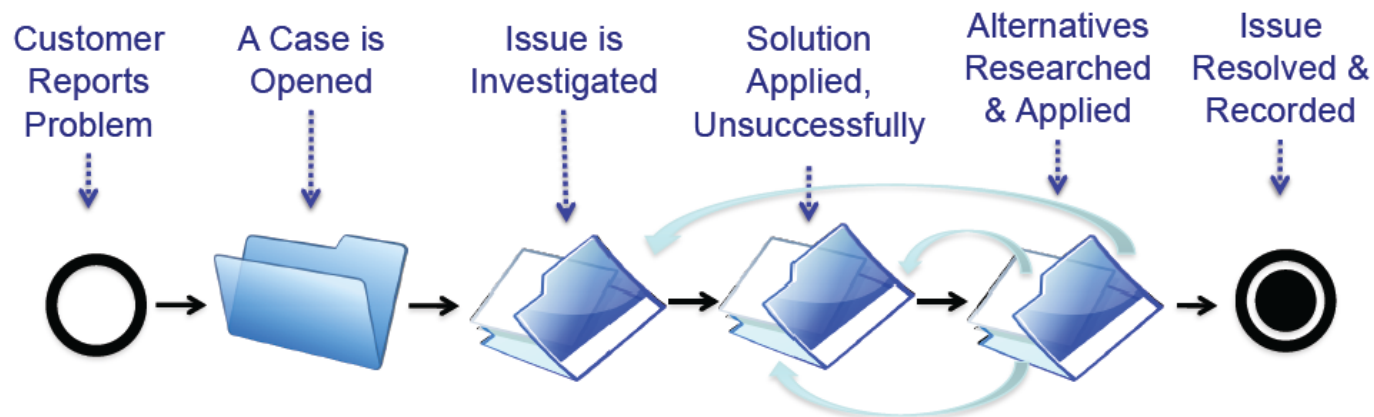 Customer
Reports
Problem
A Case is
Opened
Issue is
Investigated
Solution
Applied,
Unsuccessfully
Alternatives
Researched
& Applied
Issue
Resolved &
Recorded